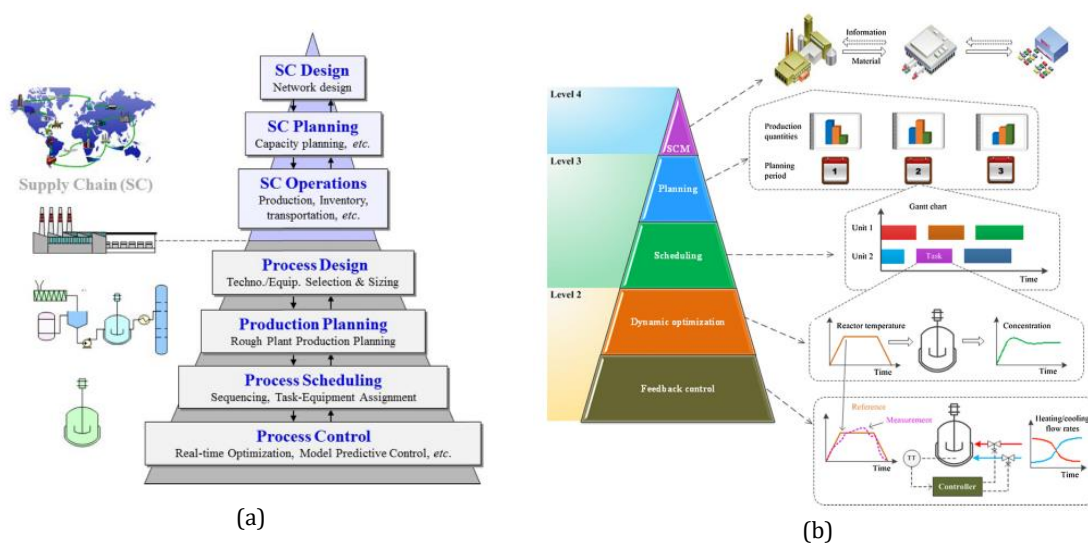 SC Design
Network design
SC Planning
Capacity planning, etc.
SC Operations
Production, Inventory,
transportation, etc.
Supply Chain (SC)
Process Design
Techno./Equip. Selection & Sizing
Production Planning
Rough Plant Production Planning
Process Scheduling
Sequencing, Task-Equipment Assignment
Process Control
Real-time Optimization, Model Predictive Control, etc.
(a)
Level 4
SCM
Level 3
Planning
Scheduling
Level 2
Dynamic optimization
Feedback control
Information
Material
Production
quantities
Planning
period
1
2
3
Gantt chart
Unit 1
Unit 2
Task
Time
Reactor temperature
Time
Concentration
Time
Reference
Measurement
Time
TT
Controller
Heating/cooling
flow rates
Time
(b)